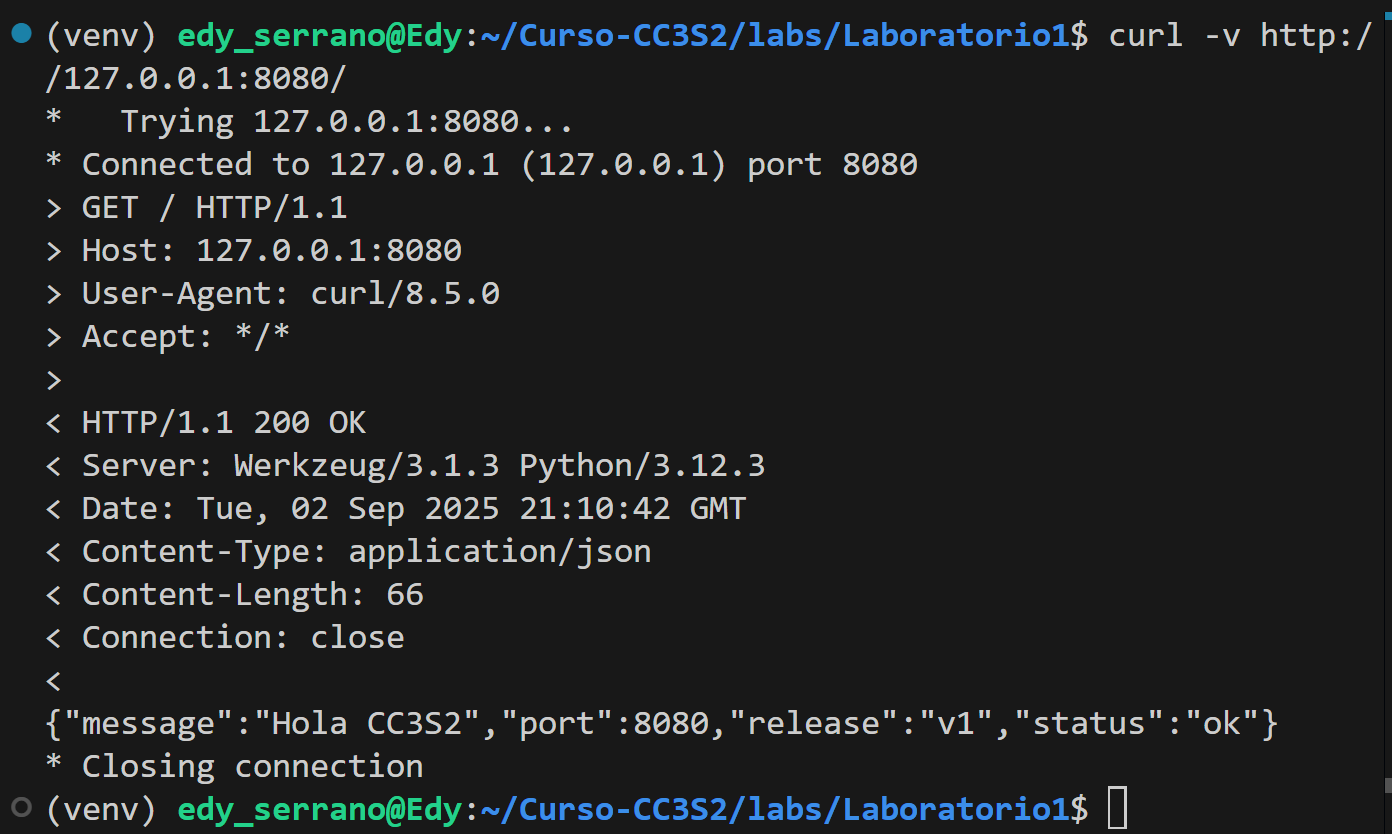 (venv) edy_serrano@Edy:~/Curso-CC3S2/labs/Laboratorio1$ curl -v http:/
/127.0.0.1:8080/
*   Trying 127.0.0.1:8080...
* Connected to 127.0.0.1 (127.0.0.1) port 8080
> GET / HTTP/1.1
> Host: 127.0.0.1:8080
> User-Agent: curl/8.5.0
> Accept: */*
>
< HTTP/1.1 200 OK
< Server: Werkzeug/3.1.3 Python/3.12.3
< Date: Tue, 02 Sep 2025 21:10:42 GMT
< Content-Type: application/json
< Content-Length: 66
< Connection: close
<
{"message":"Hola CC3S2","port":8080,"release":"v1","status":"ok"}
* Closing connection
(venv) edy_serrano@Edy:~/Curso-CC3S2/labs/Laboratorio1$